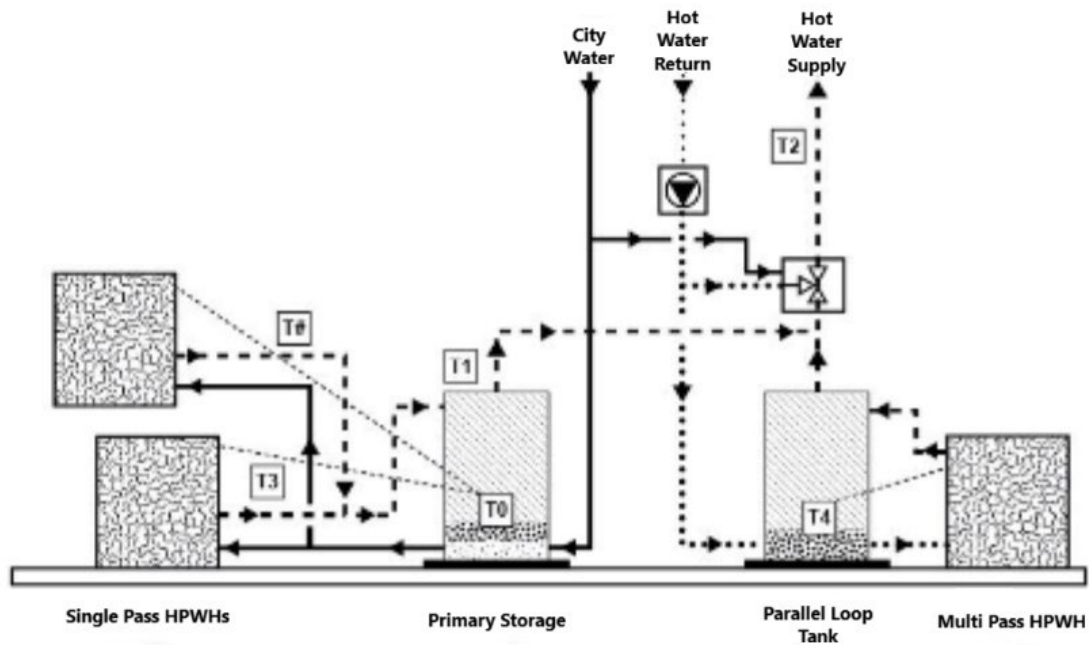 City
Water
Hot
Water
Return
Hot
Water
Supply
T2
T#
T1
T3
T0
T4
Single Pass HPWHs
Primary Storage
Parallel Loop
Tank
Multi Pass HPWH